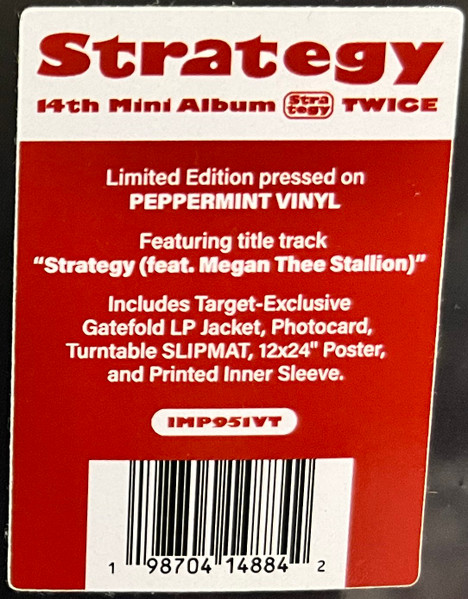 Strategy
14th Mini Album Stra tegy TWICE
Limited Edition pressed on
PEPPERMINT VINYL
Featuring title track
“Strategy (feat. Megan Thee Stallion)”
Includes Target-Exclusive
Gatefold LP Jacket, Photocard,
Turntable SLIPMAT, 12x24" Poster,
and Printed Inner Sleeve.
IMP951VT
1 98704 14884 2